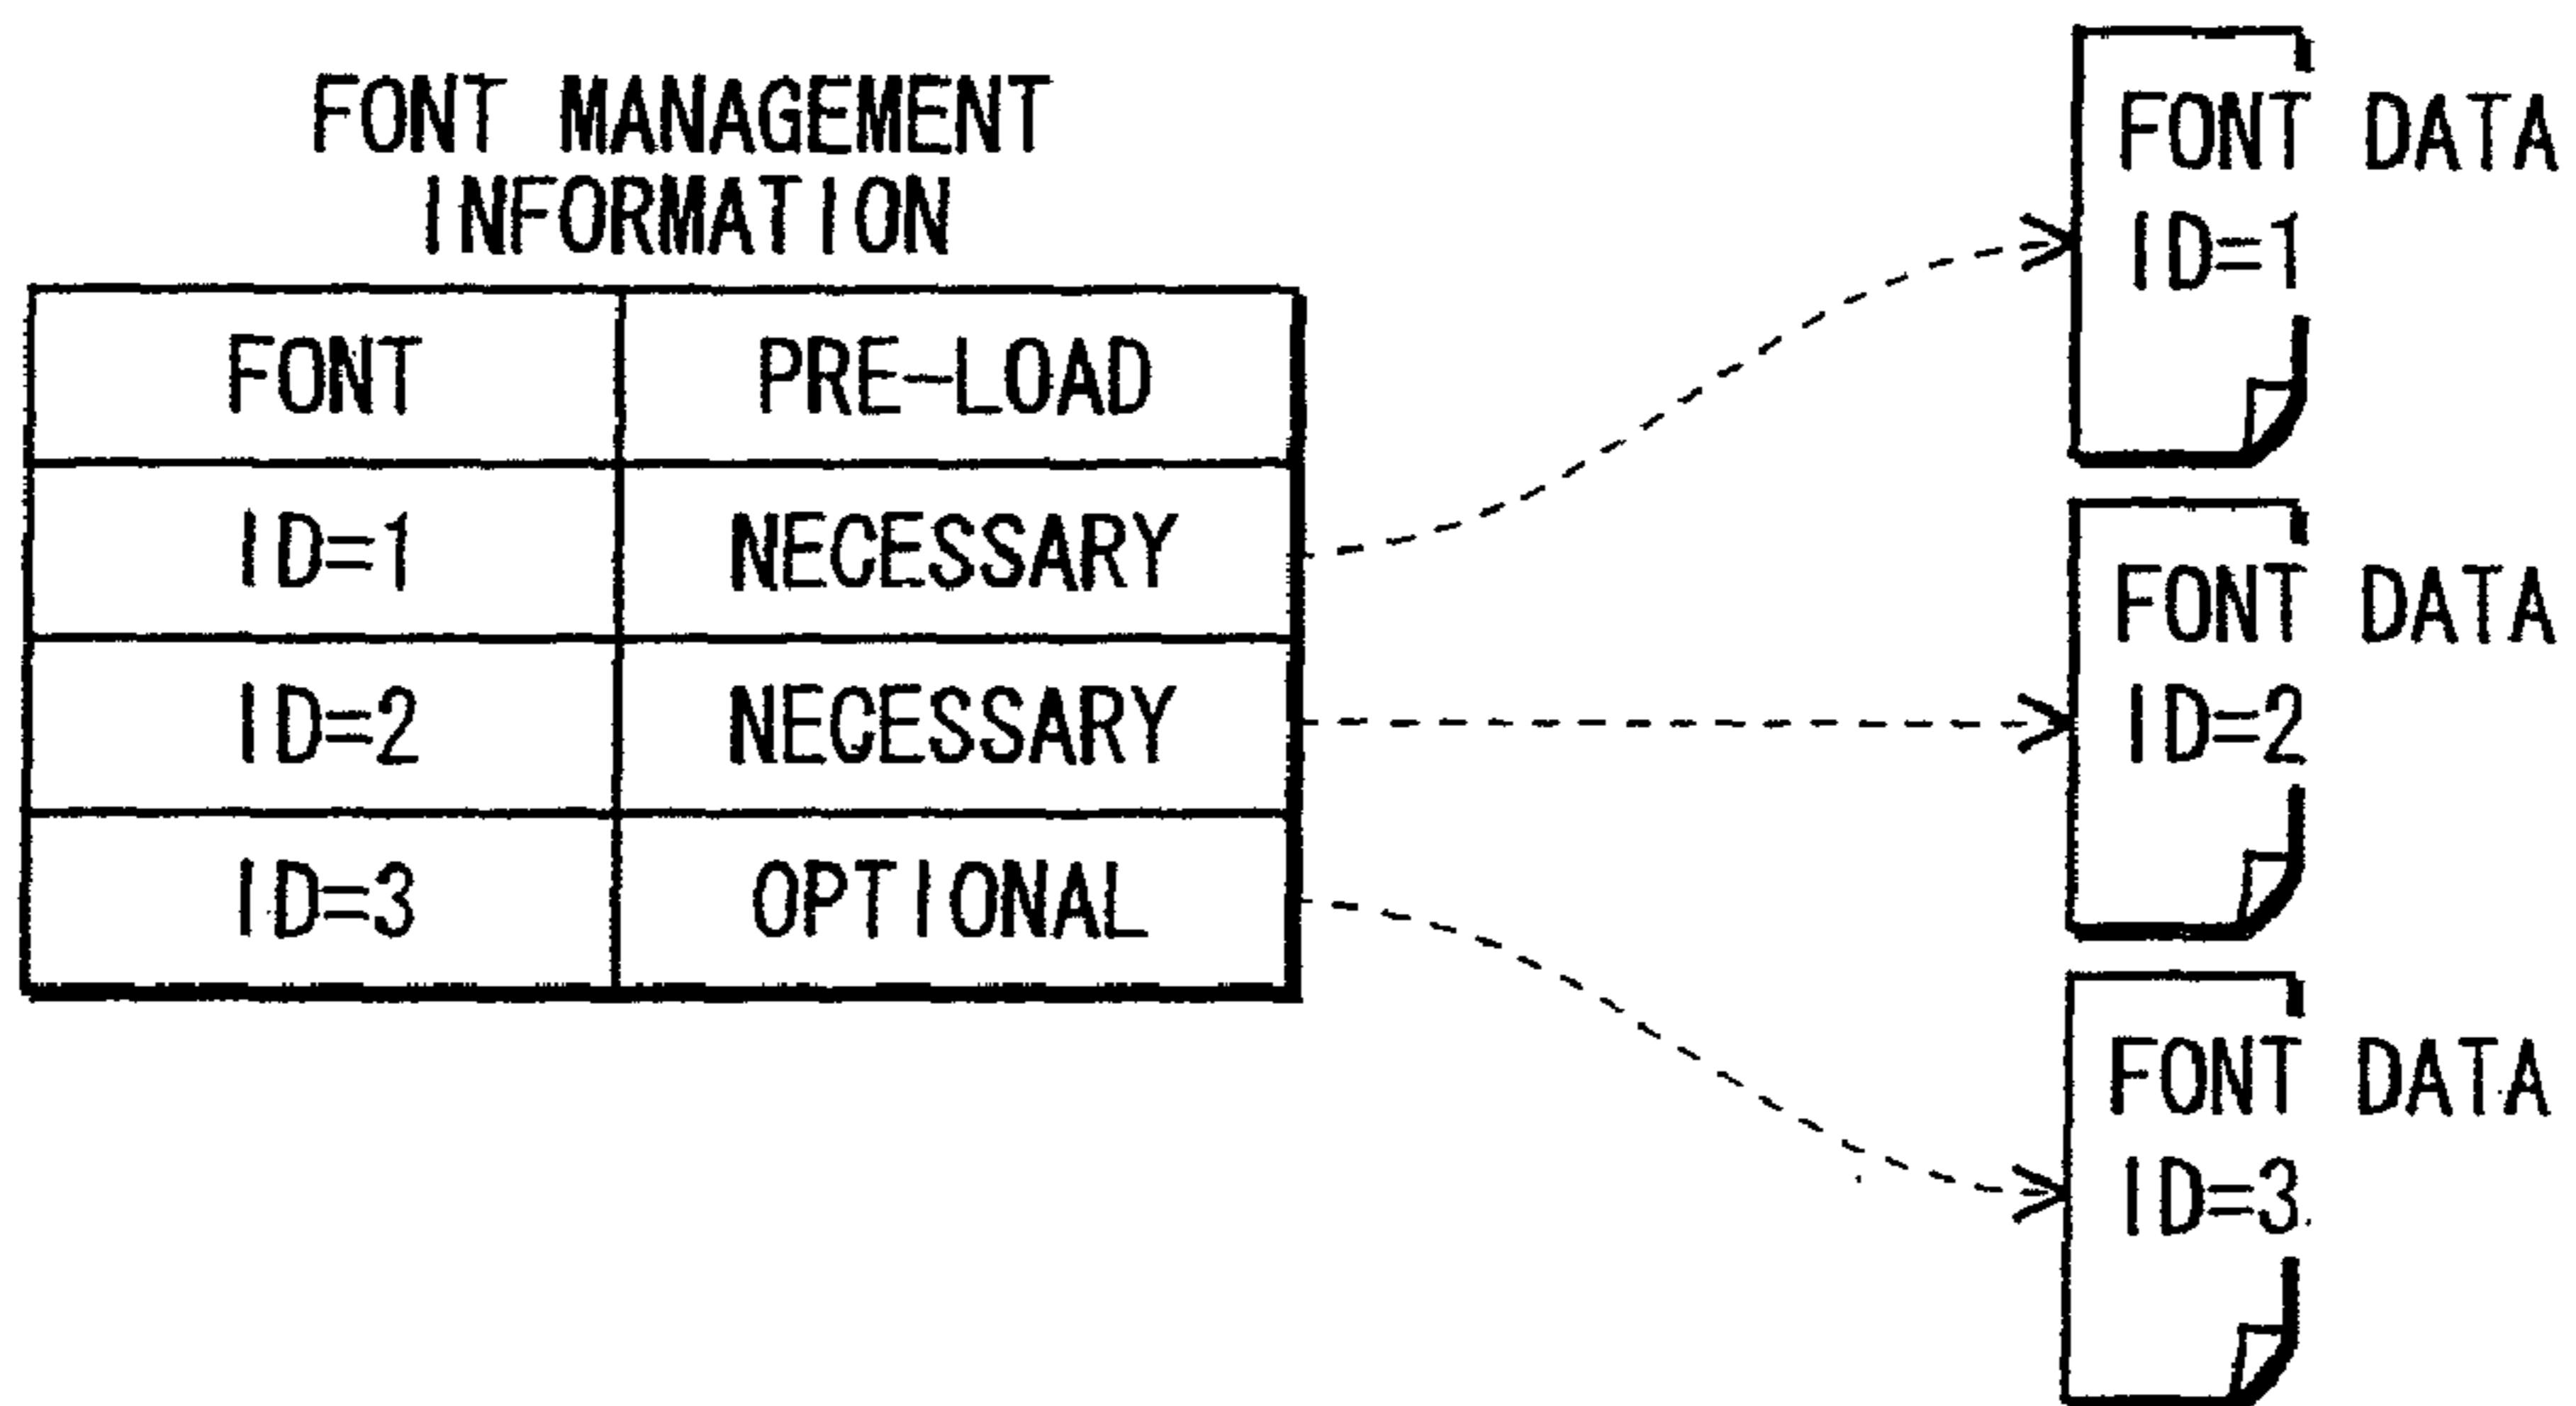 FONT MANAGEMENT
INFORMATION
FONT PRE-LOAD
ID=1 NECESSARY
ID=2 NECESSARY
ID=3 OPTIONAL
FONT DATA
ID=1
FONT DATA
ID=2
FONT DATA
ID=3